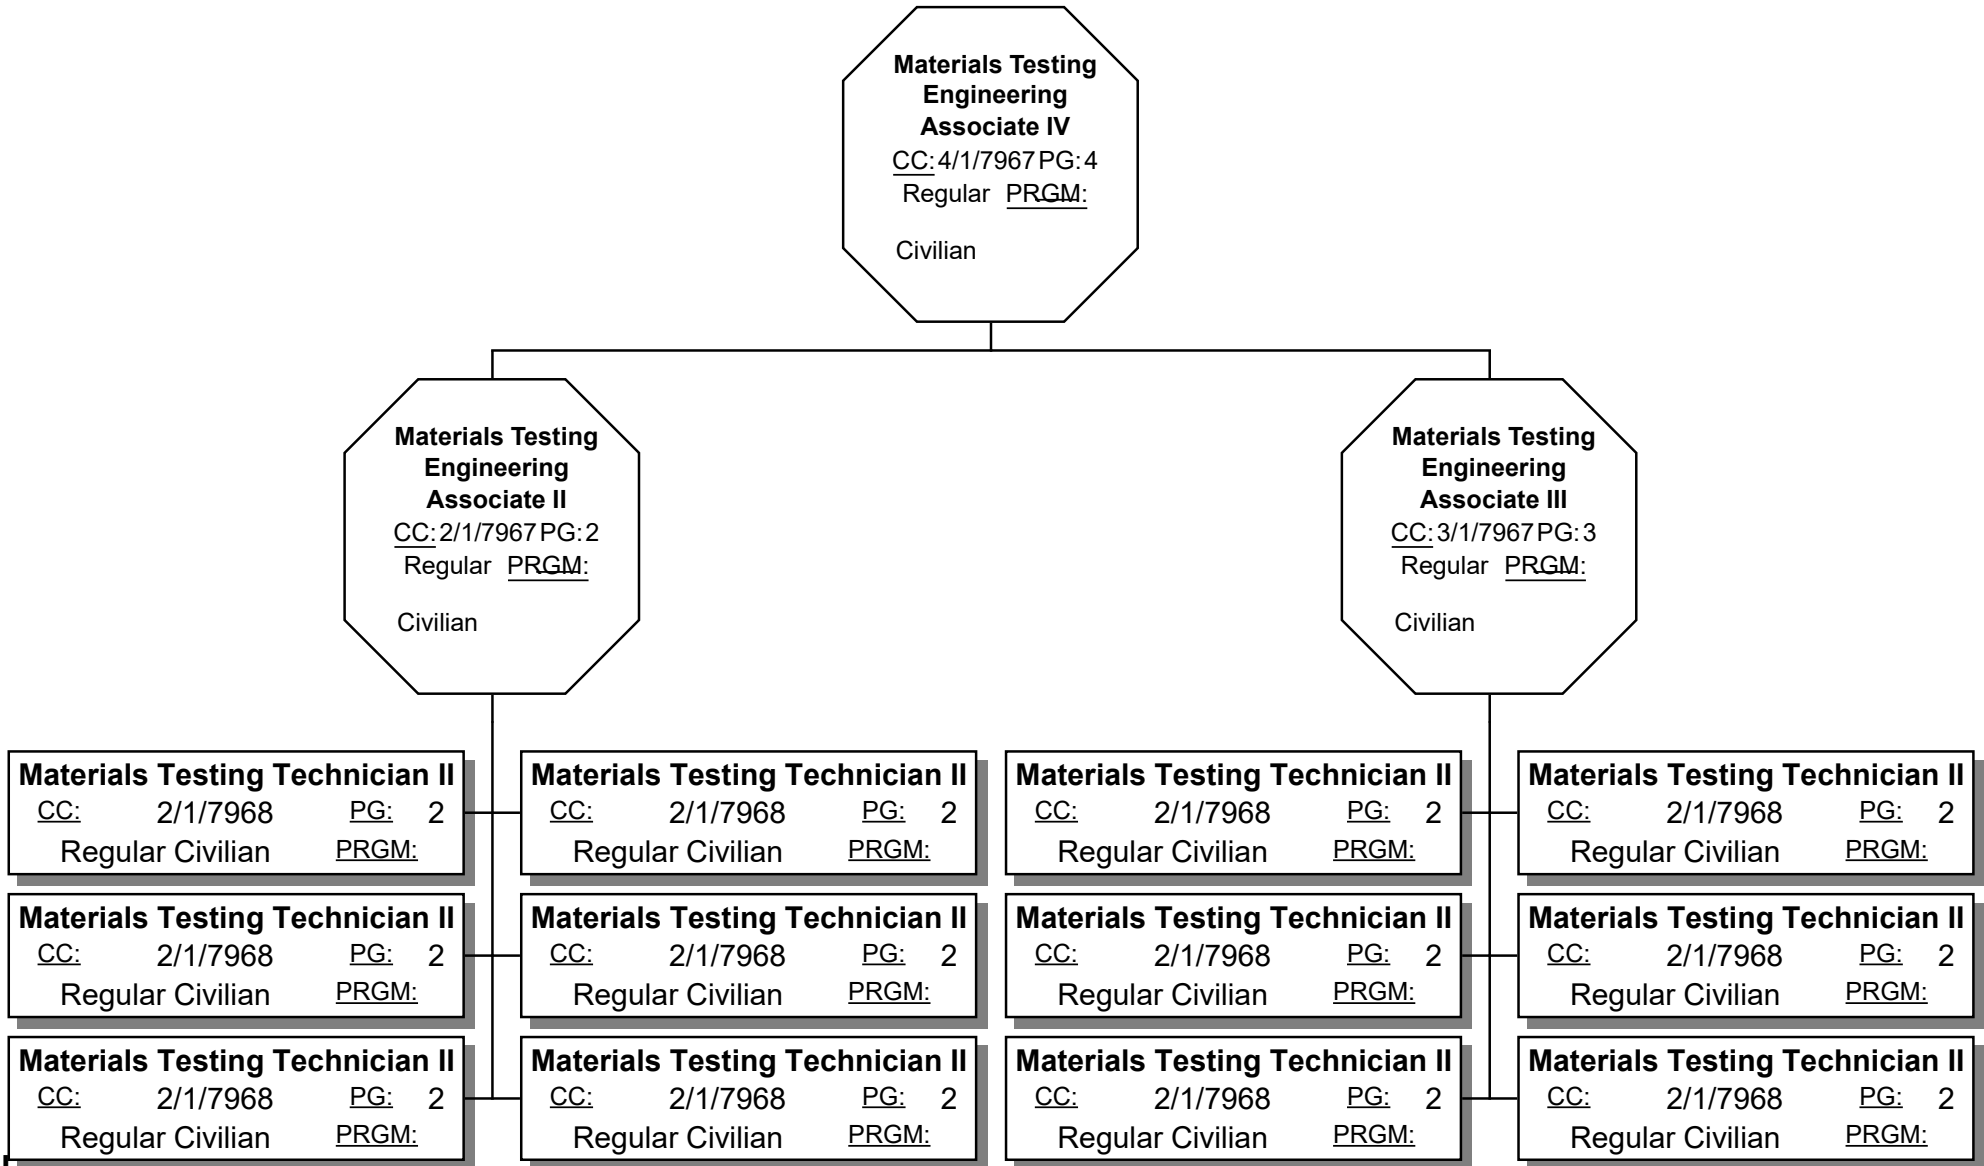 Materials Testing
Engineering
Associate IV
CC: 4/1/7967 PG: 4
Regular PRGM:
Civilian
Materials Testing
Engineering
Associate II
CC: 2/1/7967 PG: 2
Regular PRGM:
Civilian
Materials Testing
Engineering
Associate III
CC: 3/1/7967 PG: 3
Regular PRGM:
Civilian
Materials Testing Technician II
CC: 2/1/7968 PG: 2
Regular Civilian PRGM:
Materials Testing Technician II
CC: 2/1/7968 PG: 2
Regular Civilian PRGM:
Materials Testing Technician II
CC: 2/1/7968 PG: 2
Regular Civilian PRGM:
Materials Testing Technician II
CC: 2/1/7968 PG: 2
Regular Civilian PRGM:
Materials Testing Technician II
CC: 2/1/7968 PG: 2
Regular Civilian PRGM:
Materials Testing Technician II
CC: 2/1/7968 PG: 2
Regular Civilian PRGM:
Materials Testing Technician II
CC: 2/1/7968 PG: 2
Regular Civilian PRGM:
Materials Testing Technician II
CC: 2/1/7968 PG: 2
Regular Civilian PRGM:
Materials Testing Technician II
CC: 2/1/7968 PG: 2
Regular Civilian PRGM:
Materials Testing Technician II
CC: 2/1/7968 PG: 2
Regular Civilian PRGM:
Materials Testing Technician II
CC: 2/1/7968 PG: 2
Regular Civilian PRGM:
Materials Testing Technician II
CC: 2/1/7968 PG: 2
Regular Civilian PRGM: